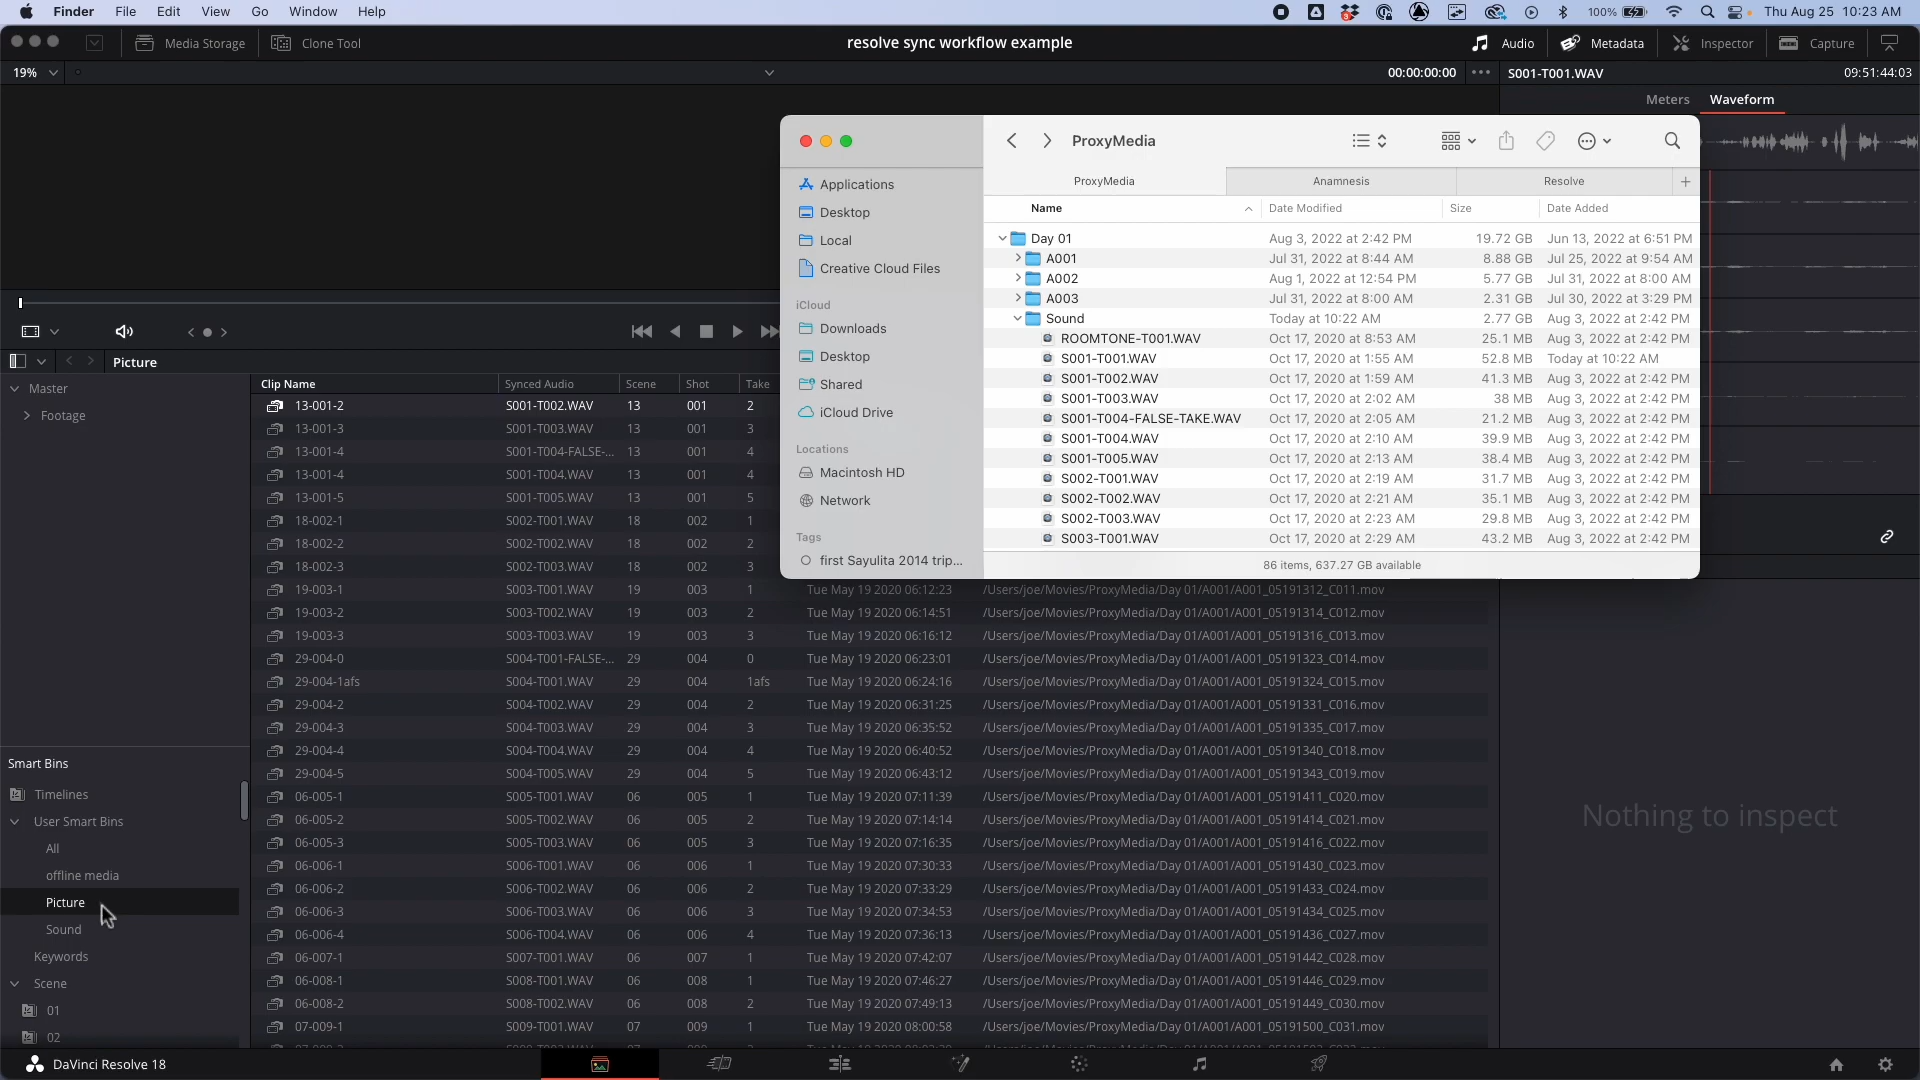 Finder File Edit View Go Window Help 100% Thu Aug 25 10:23 AM
Media Storage Clone Tool resolve sync workflow example Audio Metadata Inspector Capture
19% 00:00:00:00 S001-T001.WAV 09:51:44:03
Meters Waveform
ProxyMedia
ProxyMedia Anamnesis Resolve
Applications
Desktop
Local
Creative Cloud Files
iCloud
Downloads
Desktop
Shared
iCloud Drive
Locations
Macintosh HD
Network
Tags
first Sayulita 2014 trip...
Name Date Modified Size Date Added
Day 01 Aug 3, 2022 at 2:42 PM 19.72 GB Jun 13, 2022 at 6:51 PM
A001 Jul 31, 2022 at 8:44 AM 8.88 GB Jul 25, 2022 at 9:54 AM
A002 Aug 1, 2022 at 12:54 PM 5.77 GB Jul 31, 2022 at 8:00 AM
A003 Jul 31, 2022 at 8:00 AM 2.31 GB Jul 30, 2022 at 3:29 PM
Sound Today at 10:22 AM 2.77 GB Aug 3, 2022 at 2:42 PM
ROOMTONE-T001.WAV Oct 17, 2020 at 8:53 AM 25.1 MB Aug 3, 2022 at 2:42 PM
S001-T001.WAV Oct 17, 2020 at 1:55 AM 52.8 MB Today at 10:22 AM
S001-T002.WAV Oct 17, 2020 at 1:59 AM 41.3 MB Aug 3, 2022 at 2:42 PM
S001-T003.WAV Oct 17, 2020 at 2:02 AM 38 MB Aug 3, 2022 at 2:42 PM
S001-T004-FALSE-TAKE.WAV Oct 17, 2020 at 2:05 AM 21.2 MB Aug 3, 2022 at 2:42 PM
S001-T004.WAV Oct 17, 2020 at 2:10 AM 39.9 MB Aug 3, 2022 at 2:42 PM
S001-T005.WAV Oct 17, 2020 at 2:13 AM 38.4 MB Aug 3, 2022 at 2:42 PM
S002-T001.WAV Oct 17, 2020 at 2:19 AM 31.7 MB Aug 3, 2022 at 2:42 PM
S002-T002.WAV Oct 17, 2020 at 2:21 AM 35.1 MB Aug 3, 2022 at 2:42 PM
S002-T003.WAV Oct 17, 2020 at 2:23 AM 29.8 MB Aug 3, 2022 at 2:42 PM
S003-T001.WAV Oct 17, 2020 at 2:29 AM 43.2 MB Aug 3, 2022 at 2:42 PM
86 items, 637.27 GB available
Picture
Master
Footage
Smart Bins
Timelines
User Smart Bins
All
offline media
Picture
Sound
Keywords
Scene
01
02
Clip Name Synced Audio Scene Shot Take
13-001-2 S001-T002.WAV 13 001 2
13-001-3 S001-T003.WAV 13 001 3
13-001-4 S001-T004-FALSE-... 13 001 4
13-001-4 S001-T004.WAV 13 001 4
13-001-5 S001-T005.WAV 13 001 5
18-002-1 S002-T001.WAV 18 002 1
18-002-2 S002-T002.WAV 18 002 2
18-002-3 S002-T003.WAV 18 002 3
19-003-1 S003-T001.WAV 19 003 1 Tue May 19 2020 06:12:23 /Users/joe/Movies/ProxyMedia/Day 01/A001/A001_05191312_C011.mov
19-003-2 S003-T002.WAV 19 003 2 Tue May 19 2020 06:14:51 /Users/joe/Movies/ProxyMedia/Day 01/A001/A001_05191314_C012.mov
19-003-3 S003-T003.WAV 19 003 3 Tue May 19 2020 06:16:12 /Users/joe/Movies/ProxyMedia/Day 01/A001/A001_05191316_C013.mov
29-004-0 S004-T001-FALSE-... 29 004 0 Tue May 19 2020 06:23:01 /Users/joe/Movies/ProxyMedia/Day 01/A001/A001_05191323_C014.mov
29-004-1afs S004-T001.WAV 29 004 1afs Tue May 19 2020 06:24:16 /Users/joe/Movies/ProxyMedia/Day 01/A001/A001_05191324_C015.mov
29-004-2 S004-T002.WAV 29 004 2 Tue May 19 2020 06:31:25 /Users/joe/Movies/ProxyMedia/Day 01/A001/A001_05191331_C016.mov
29-004-3 S004-T003.WAV 29 004 3 Tue May 19 2020 06:35:52 /Users/joe/Movies/ProxyMedia/Day 01/A001/A001_05191335_C017.mov
29-004-4 S004-T004.WAV 29 004 4 Tue May 19 2020 06:40:52 /Users/joe/Movies/ProxyMedia/Day 01/A001/A001_05191340_C018.mov
29-004-5 S004-T005.WAV 29 004 5 Tue May 19 2020 06:43:12 /Users/joe/Movies/ProxyMedia/Day 01/A001/A001_05191343_C019.mov
06-005-1 S005-T001.WAV 06 005 1 Tue May 19 2020 07:11:39 /Users/joe/Movies/ProxyMedia/Day 01/A001/A001_05191411_C020.mov
06-005-2 S005-T002.WAV 06 005 2 Tue May 19 2020 07:14:14 /Users/joe/Movies/ProxyMedia/Day 01/A001/A001_05191414_C021.mov
06-005-3 S005-T003.WAV 06 005 3 Tue May 19 2020 07:16:35 /Users/joe/Movies/ProxyMedia/Day 01/A001/A001_05191416_C022.mov
06-006-1 S006-T001.WAV 06 006 1 Tue May 19 2020 07:30:33 /Users/joe/Movies/ProxyMedia/Day 01/A001/A001_05191430_C023.mov
06-006-2 S006-T002.WAV 06 006 2 Tue May 19 2020 07:33:29 /Users/joe/Movies/ProxyMedia/Day 01/A001/A001_05191433_C024.mov
06-006-3 S006-T003.WAV 06 006 3 Tue May 19 2020 07:34:53 /Users/joe/Movies/ProxyMedia/Day 01/A001/A001_05191434_C025.mov
06-006-4 S006-T004.WAV 06 006 4 Tue May 19 2020 07:36:13 /Users/joe/Movies/ProxyMedia/Day 01/A001/A001_05191436_C027.mov
06-007-1 S007-T001.WAV 06 007 1 Tue May 19 2020 07:42:07 /Users/joe/Movies/ProxyMedia/Day 01/A001/A001_05191442_C028.mov
06-008-1 S008-T001.WAV 06 008 1 Tue May 19 2020 07:46:27 /Users/joe/Movies/ProxyMedia/Day 01/A001/A001_05191446_C029.mov
06-008-2 S008-T002.WAV 06 008 2 Tue May 19 2020 07:49:13 /Users/joe/Movies/ProxyMedia/Day 01/A001/A001_05191449_C030.mov
07-009-1 S009-T001.WAV 07 009 1 Tue May 19 2020 08:00:58 /Users/joe/Movies/ProxyMedia/Day 01/A001/A001_05191500_C031.mov
Nothing to inspect
DaVinci Resolve 18